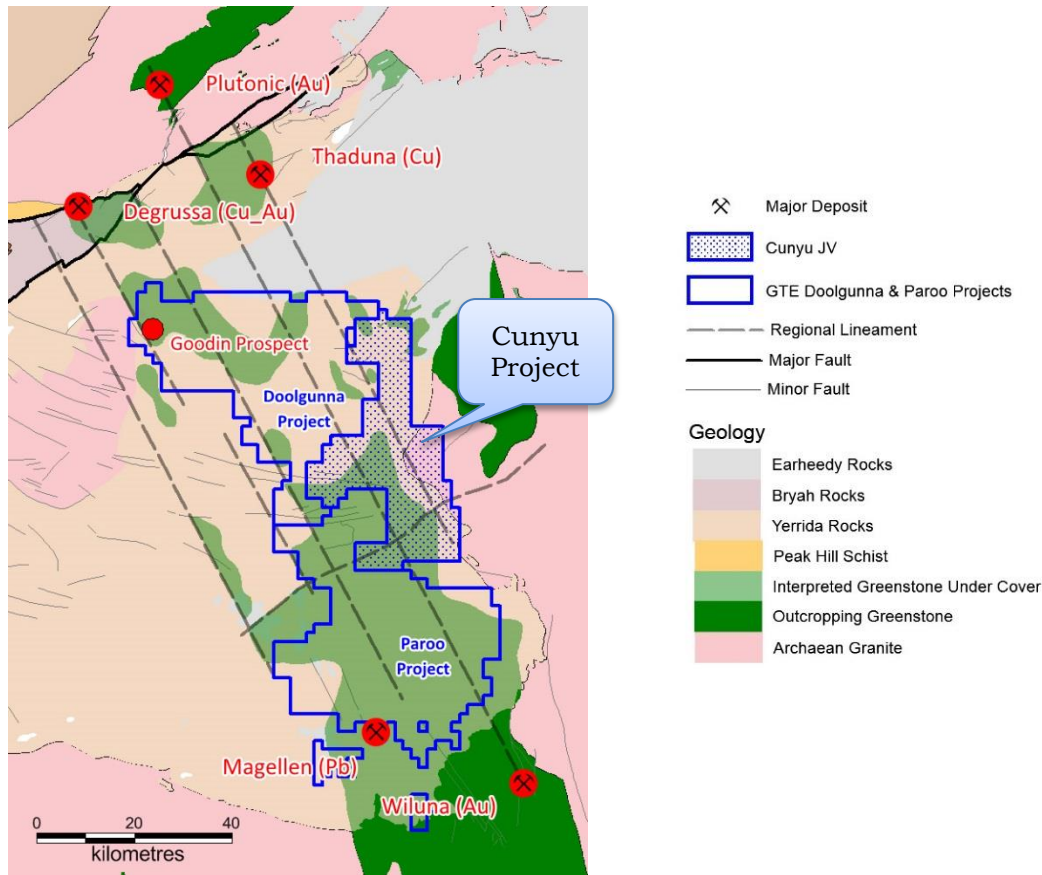 Plutonic (Au)
Thaduna (Cu)
Degrussa (Cu_Au)
Goodin Prospect
Cunyu
Project
Doolgunna
Project
Paroo
Project
Magellen (Pb)
Wiluna (Au)
0 20 40
kilometres
Major Deposit
Cunyu JV
GTE Doolgunna & Paroo Projects
Regional Lineament
Major Fault
Minor Fault
Geology
Earheedy Rocks
Bryah Rocks
Yerrida Rocks
Peak Hill Schist
Interpreted Greenstone Under Cover
Outcropping Greenstone
Archaean Granite